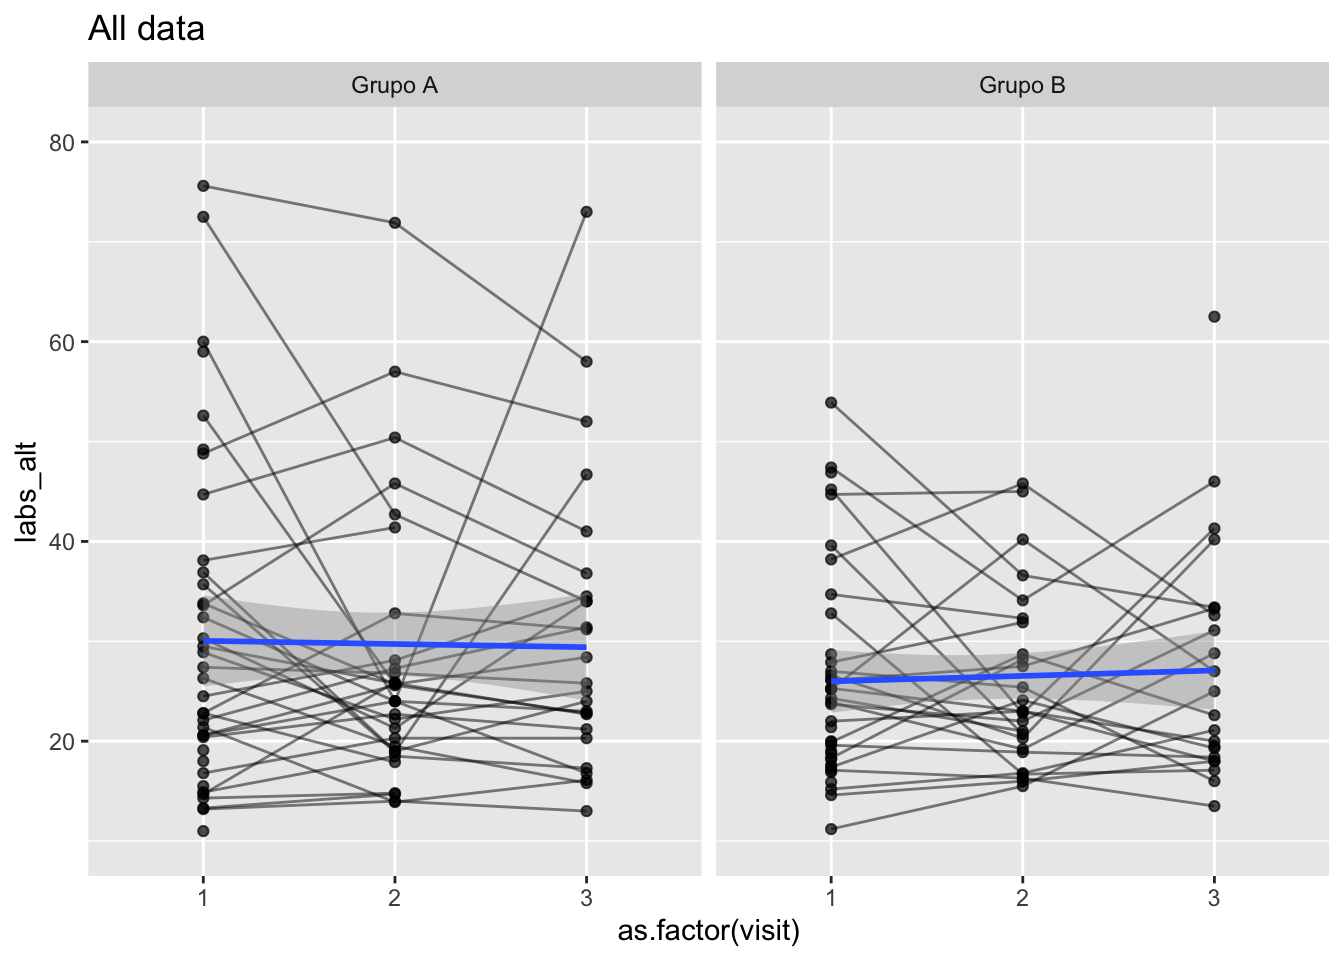 All data
Grupo A
Grupo B
80
60
40
20
labs_alt
1 2 3
1 2 3
as.factor(visit)